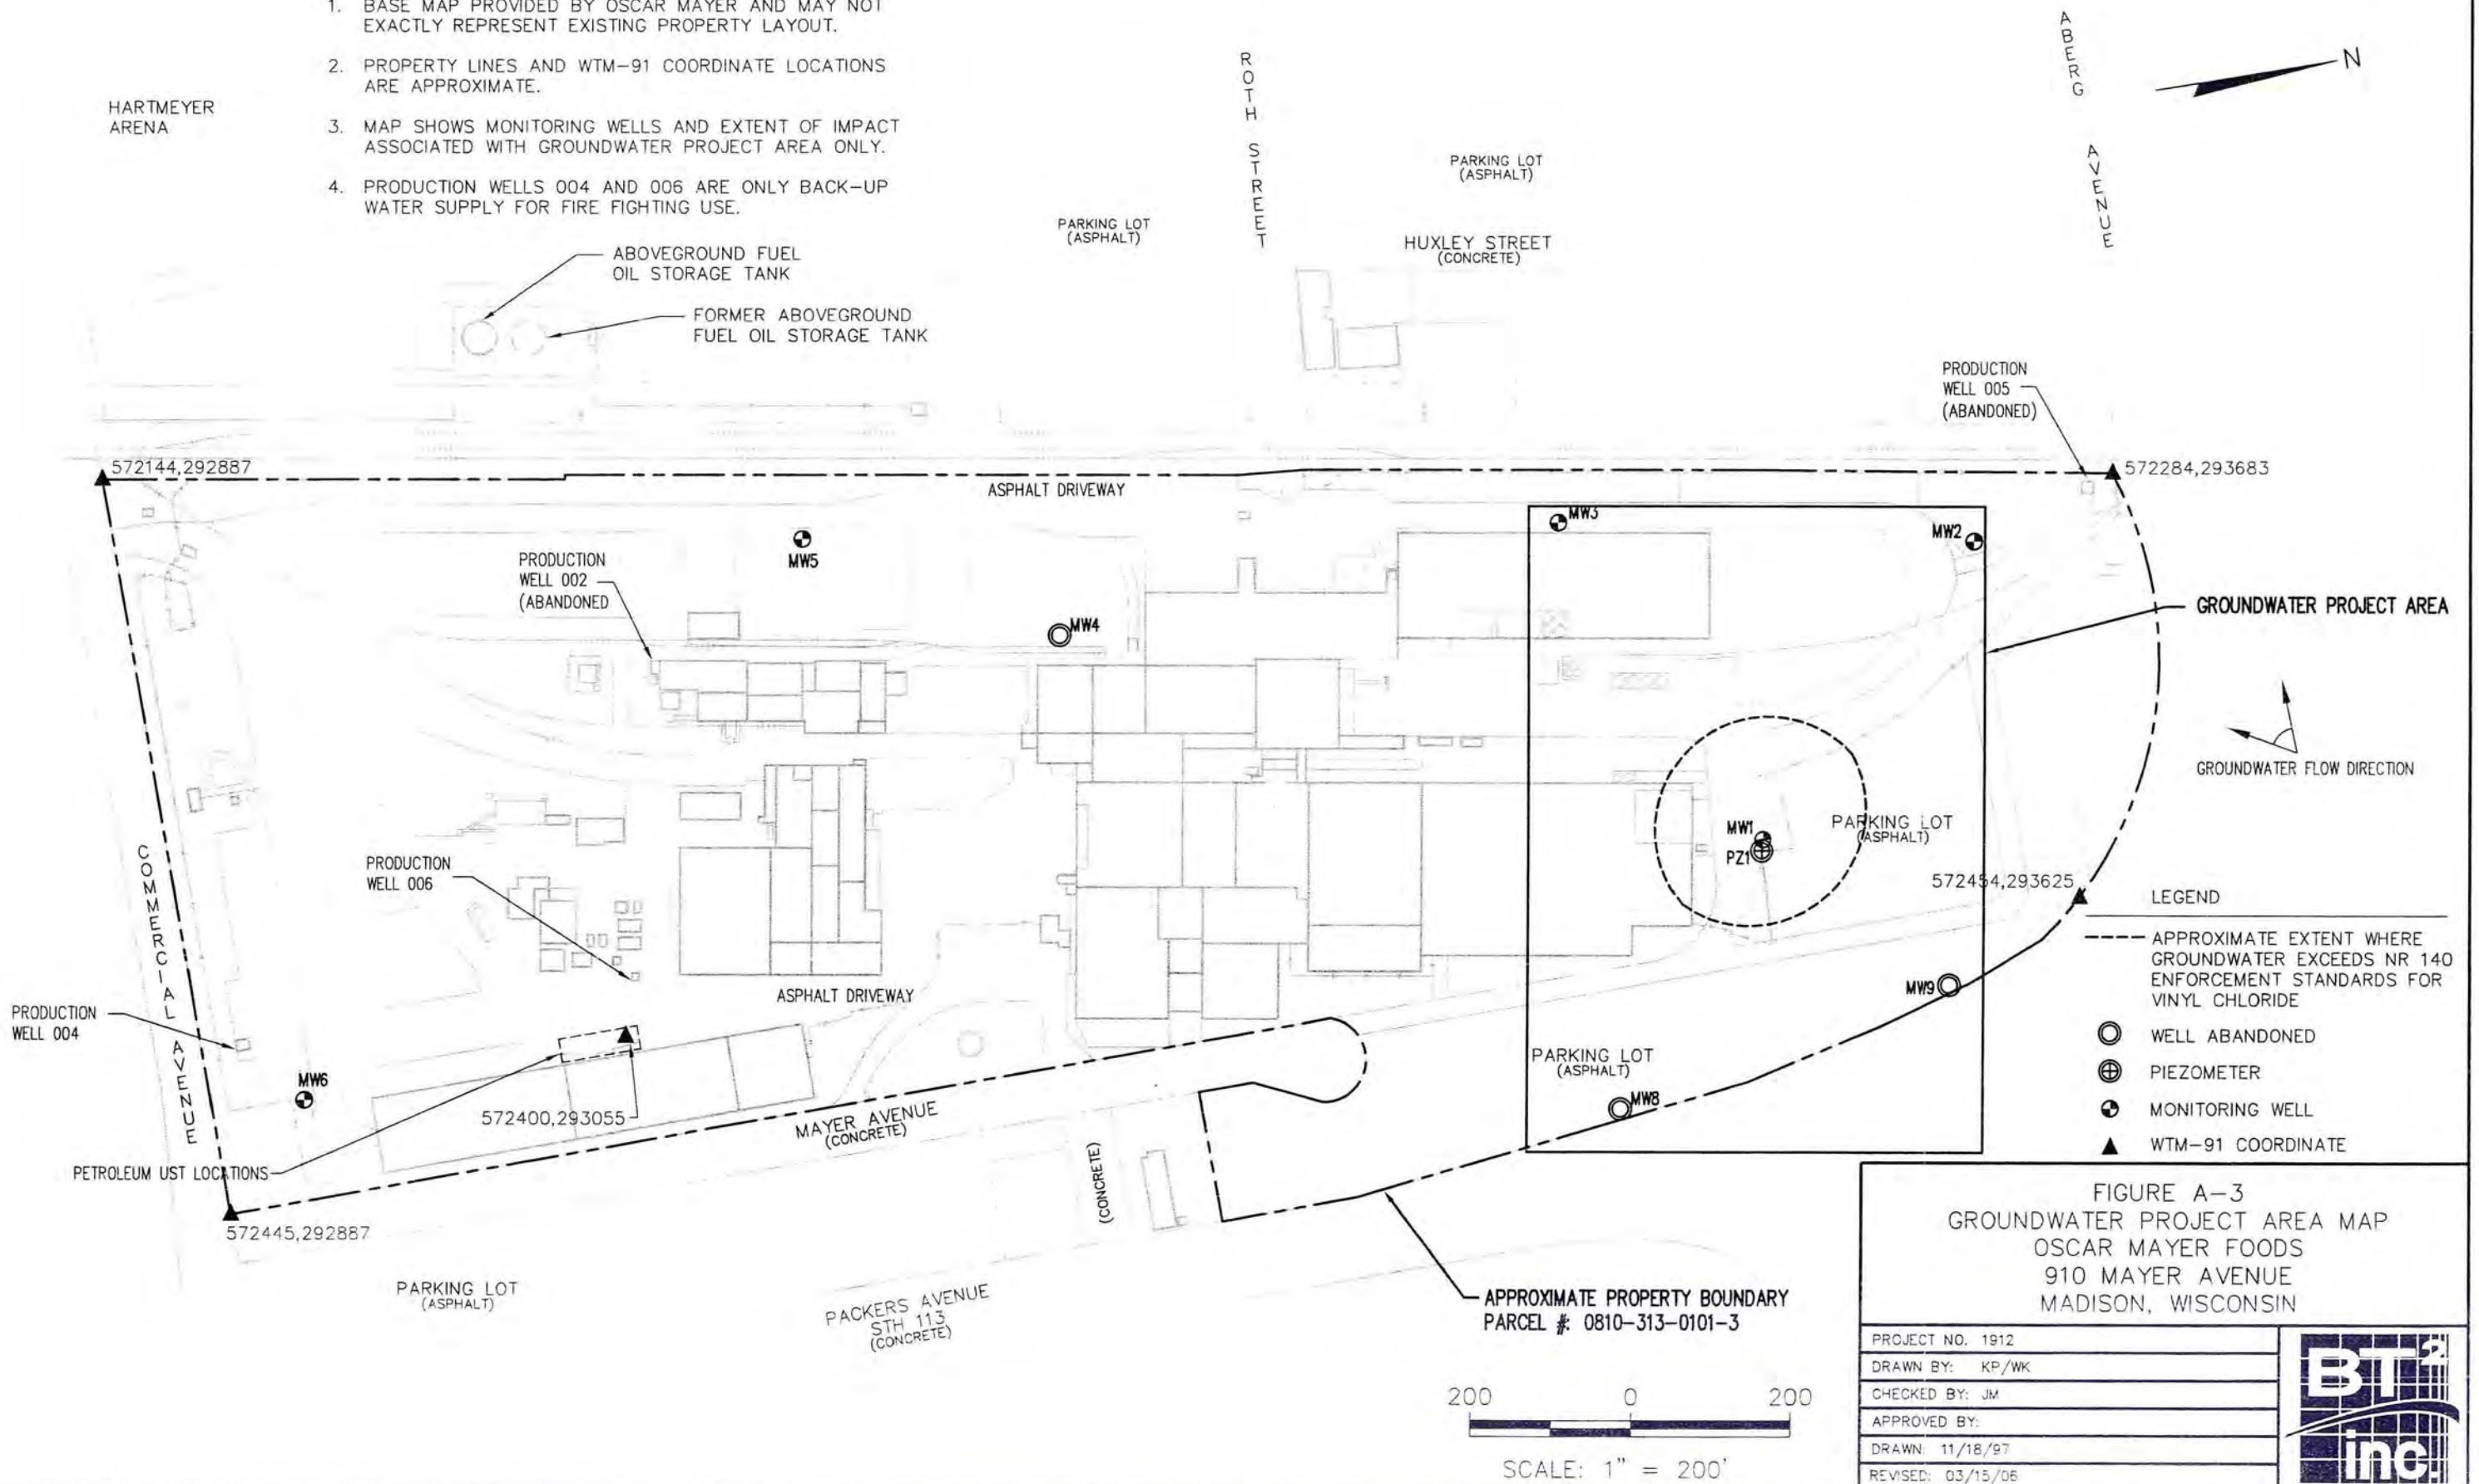 1. BASE MAP PROVIDED BY OSCAR MAYER AND MAY NOT
EXACTLY REPRESENT EXISTING PROPERTY LAYOUT.
2. PROPERTY LINES AND WTM-91 COORDINATE LOCATIONS
ARE APPROXIMATE.
3. MAP SHOWS MONITORING WELLS AND EXTENT OF IMPACT
ASSOCIATED WITH GROUNDWATER PROJECT AREA ONLY.
4. PRODUCTION WELLS 004 AND 006 ARE ONLY BACK-UP
WATER SUPPLY FOR FIRE FIGHTING USE.
HARTMEYER
ARENA
ROTH STREET
ABERG AVENUE
N
PARKING LOT
(ASPHALT)
PARKING LOT
(ASPHALT)
HUXLEY STREET
(CONCRETE)
ABOVEGROUND FUEL
OIL STORAGE TANK
FORMER ABOVEGROUND
FUEL OIL STORAGE TANK
PRODUCTION
WELL 005
(ABANDONED)
572144,292887
572284,293683
ASPHALT DRIVEWAY
MW3
MW2
MW5
PRODUCTION
WELL 002
(ABANDONED
MW4
GROUNDWATER PROJECT AREA
GROUNDWATER FLOW DIRECTION
MW1
PZ1
PARKING LOT
(ASPHALT)
572454,293625
COMMERCIAL AVENUE
PRODUCTION
WELL 006
ASPHALT DRIVEWAY
PRODUCTION
WELL 004
MW9
MW6
PARKING LOT
(ASPHALT)
MW8
572400,293055
MAYER AVENUE
(CONCRETE)
(CONCRETE)
PETROLEUM UST LOCATIONS
572445,292887
PARKING LOT
(ASPHALT)
PACKERS AVENUE
STH 113
(CONCRETE)
APPROXIMATE PROPERTY BOUNDARY
PARCEL #: 0810-313-0101-3
LEGEND
APPROXIMATE EXTENT WHERE
GROUNDWATER EXCEEDS NR 140
ENFORCEMENT STANDARDS FOR
VINYL CHLORIDE
WELL ABANDONED
PIEZOMETER
MONITORING WELL
WTM-91 COORDINATE
200 0 200
SCALE: 1" = 200'
FIGURE A-3
GROUNDWATER PROJECT AREA MAP
OSCAR MAYER FOODS
910 MAYER AVENUE
MADISON, WISCONSIN
PROJECT NO. 1912
DRAWN BY: KP/WK
CHECKED BY: JM
APPROVED BY:
DRAWN: 11/18/97
REVISED: 03/15/06
BT2
inc.